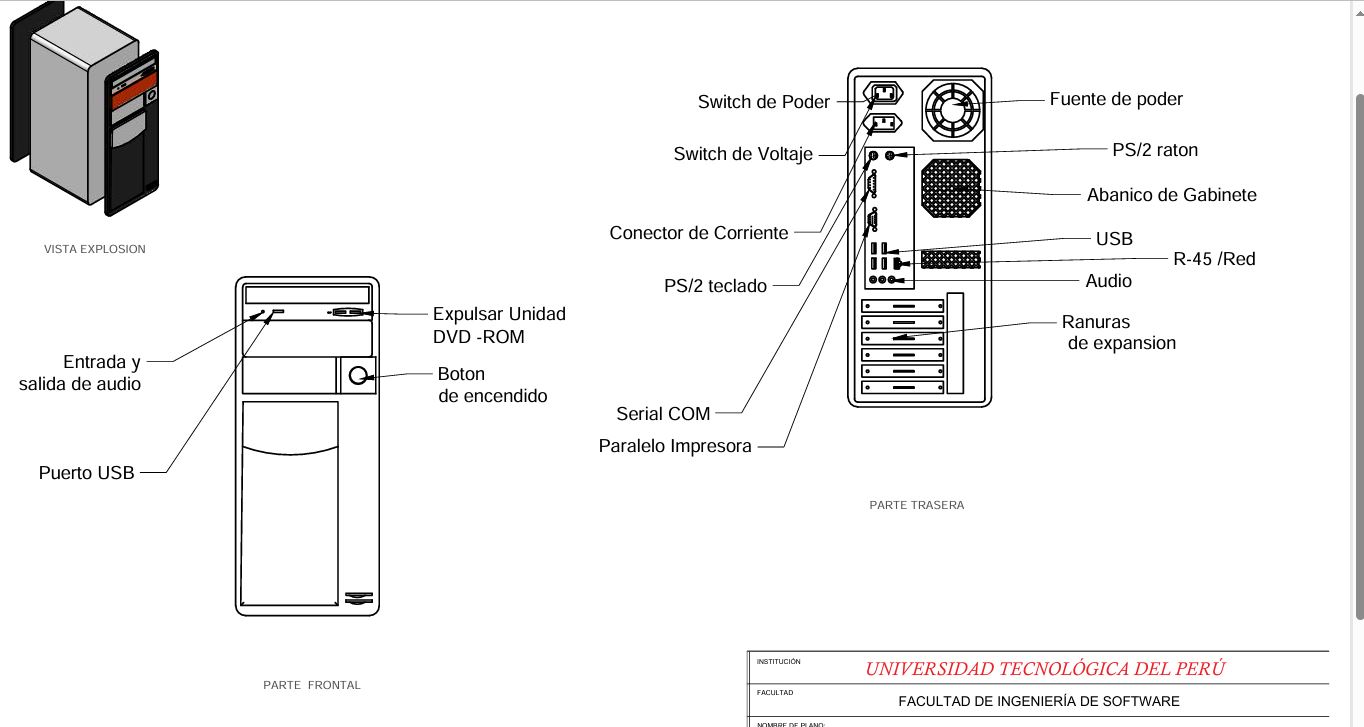 VISTA EXPLOSION
Expulsar Unidad
DVD -ROM
Entrada y
salida de audio
Boton
de encendido
Puerto USB
PARTE FRONTAL
Switch de Poder
Fuente de poder
Switch de Voltaje
PS/2 raton
Abanico de Gabinete
Conector de Corriente
USB
R-45 /Red
PS/2 teclado
Audio
Ranuras
de expansion
Serial COM
Paralelo Impresora
PARTE TRASERA
INSTITUCIÓN
UNIVERSIDAD TECNOLÓGICA DEL PERÚ
FACULTAD
FACULTAD DE INGENIERÍA DE SOFTWARE
NOMBRE DE PLANO: